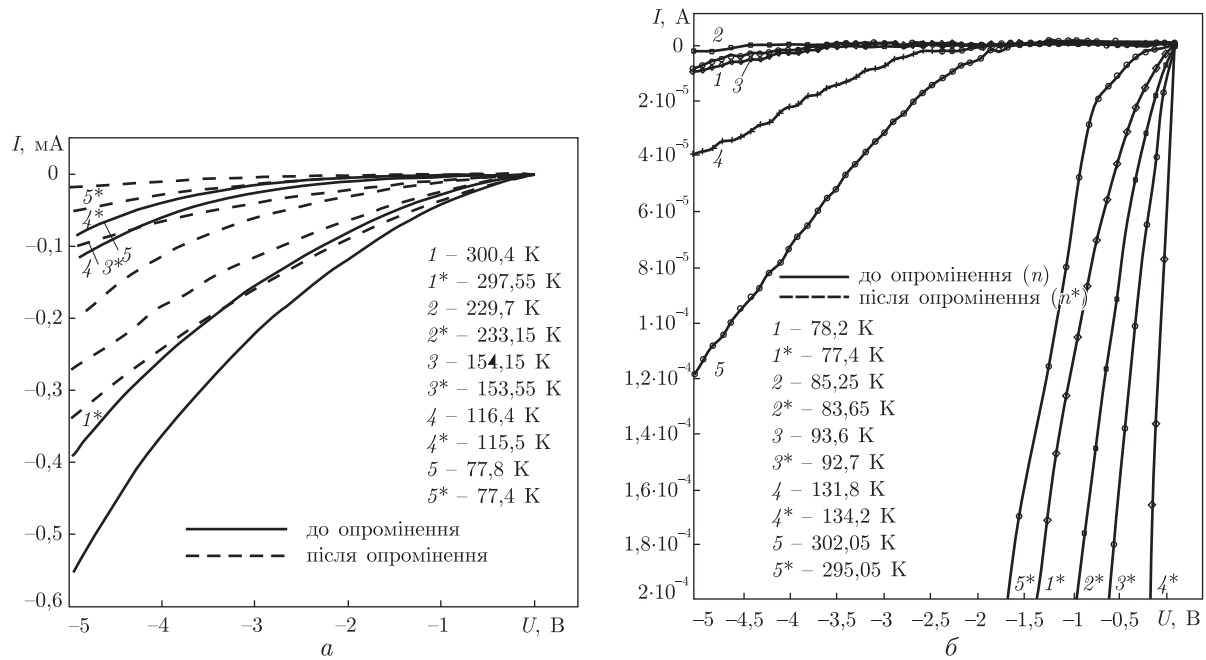 I, мА
0
−0,1
−0,2
−0,3
−0,4
−0,5
−0,6
5*
4*
5
4
3*
1*
1 – 300,4 K
1* – 297,55 K
2 – 229,7 K
2* – 233,15 K
3 – 154,15 K
3* – 153,55 K
4 – 116,4 K
4* – 115,5 K
5 – 77,8 K
5* – 77,4 K
до опромінення
після опромінення
−5 −4 −3 −2 −1 U, В
а
I, А
0
2·10⁻⁵
4·10⁻⁵
6·10⁻⁵
8·10⁻⁵
1·10⁻⁴
1,2·10⁻⁴
1,4·10⁻⁴
1,6·10⁻⁴
1,8·10⁻⁴
2·10⁻⁴
2
1
3
4
5
до опромінення (n)
після опромінення (n*)
1 – 78,2 K
1* – 77,4 K
2 – 85,25 K
2* – 83,65 K
3 – 93,6 K
3* – 92,7 K
4 – 131,8 K
4* – 134,2 K
5 – 302,05 K
5* – 295,05 K
5* 1* 2* 3* 4*
−5 −4,5 −4 −3,5 −3 −2,5 −2 −1,5 −1 −0,5 U, В
б